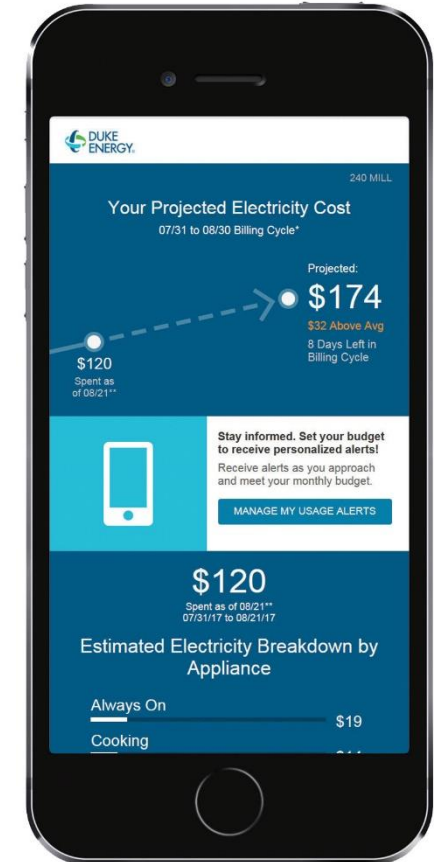 DUKE
ENERGY.
240 MILL
Your Projected Electricity Cost
07/31 to 08/30 Billing Cycle*
Projected:
$174
$32 Above Avg
8 Days Left in
Billing Cycle
$120
Spent as
of 08/21**
Stay informed. Set your budget
to receive personalized alerts!
Receive alerts as you approach
and meet your monthly budget.
MANAGE MY USAGE ALERTS
$120
Spent as of 08/21**
07/31/17 to 08/21/17
Estimated Electricity Breakdown by
Appliance
Always On
$19
Cooking